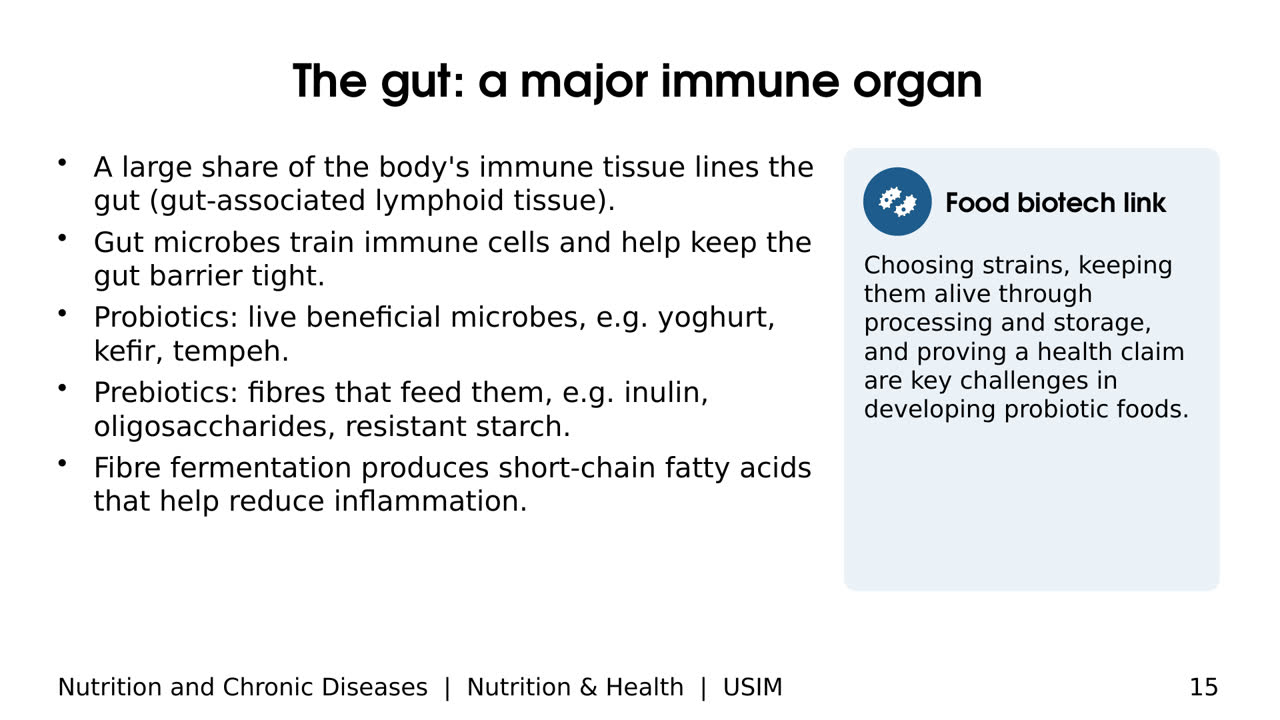 The gut: a major immune organ
• A large share of the body's immune tissue lines the
gut (gut-associated lymphoid tissue).
• Gut microbes train immune cells and help keep the
gut barrier tight.
• Probiotics: live beneficial microbes, e.g. yoghurt,
kefir, tempeh.
• Prebiotics: fibres that feed them, e.g. inulin,
oligosaccharides, resistant starch.
• Fibre fermentation produces short-chain fatty acids
that help reduce inflammation.
Food biotech link
Choosing strains, keeping
them alive through
processing and storage,
and proving a health claim
are key challenges in
developing probiotic foods.
Nutrition and Chronic Diseases | Nutrition & Health | USIM
15